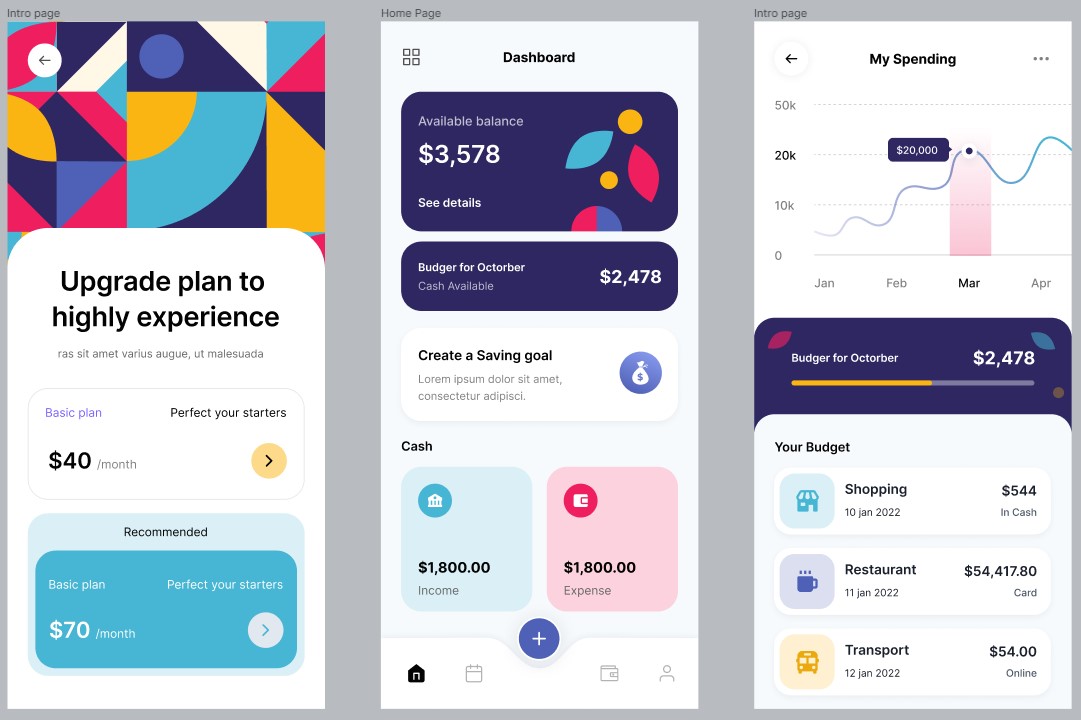 Intro page
Upgrade plan to
highly experience
ras sit amet varius augue, ut malesuada
Basic plan
Perfect your starters
$40 /month
Recommended
Basic plan
Perfect your starters
$70 /month
Home Page
Dashboard
Available balance
$3,578
See details
Budger for Octorber
Cash Available
$2,478
Create a Saving goal
Lorem ipsum dolor sit amet,
consectetur adipisci.
Cash
$1,800.00
Income
$1,800.00
Expense
Intro page
My Spending
50k
20k
10k
0
$20,000
Jan
Feb
Mar
Apr
Budger for Octorber
$2,478
Your Budget
Shopping
$544
10 jan 2022
In Cash
Restaurant
$54,417.80
11 jan 2022
Card
Transport
$54.00
12 jan 2022
Online